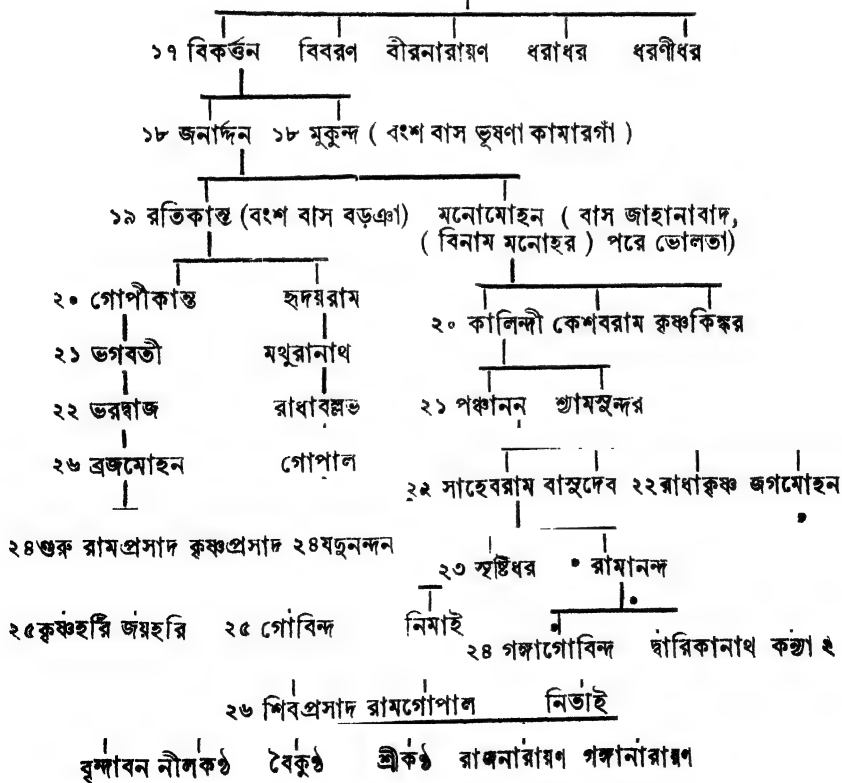 ১৭ বিকর্ত্তন বিবরণ বীরনারায়ণ ধরাধর ধরণীধর
১৮ জনার্দ্দন ১৮ মুকুন্দ ( বংশ বাস ভূষণা কামারগাঁ )
১৯ রতিকান্ত (বংশ বাস বড়ঞা) মনোমোহন ( বাস জাহানাবাদ,
( বিনাম মনোহর ) পরে ভোলতা)
২০ গোপীকান্ত হৃদয়রাম
২০ কালিন্দী কেশবরাম কৃষ্ণকিঙ্কর
২১ ভগবতী মথুরানাথ
২২ ভরদ্বাজ রাধাবল্লভ ২১ পঞ্চানন শ্যামসুন্দর
২৬ ব্রজমোহন গোপাল
২২ সাহেবরাম বাসুদেব ২২রাধাকৃষ্ণ জগমোহন
২৪গুরু রামপ্রসাদ কৃষ্ণপ্রসাদ ২৪যদুনন্দন
২৩ সৃষ্টিধর রামানন্দ
২৫কৃষ্ণহরি জয়হরি ২৫ গোবিন্দ নিমাই
২৪ গঙ্গাগোবিন্দ দ্বারিকানাথ কন্যা ২
২৬ শিবপ্রসাদ রামগোপাল নিতাই
বৃন্দাবন নীলকণ্ঠ বৈকুণ্ঠ শ্রীকণ্ঠ রাজনারায়ণ গঙ্গানারায়ণ